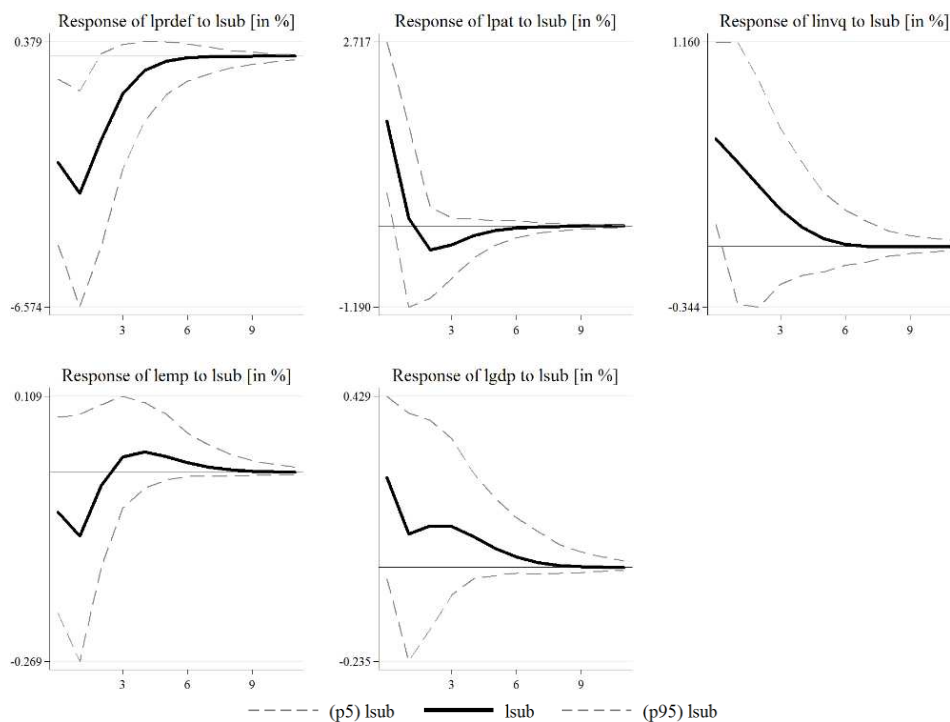 Response of lprdef to lsub [in %]
0.379
-6.574
3 6 9
Response of lpat to lsub [in %]
2.717
-1.190
3 6 9
Response of linvq to lsub [in %]
1.160
-0.344
3 6 9
Response of lemp to lsub [in %]
0.109
-0.269
3 6 9
Response of lgdp to lsub [in %]
0.429
-0.235
3 6 9
(p5) lsub lsub (p95) lsub